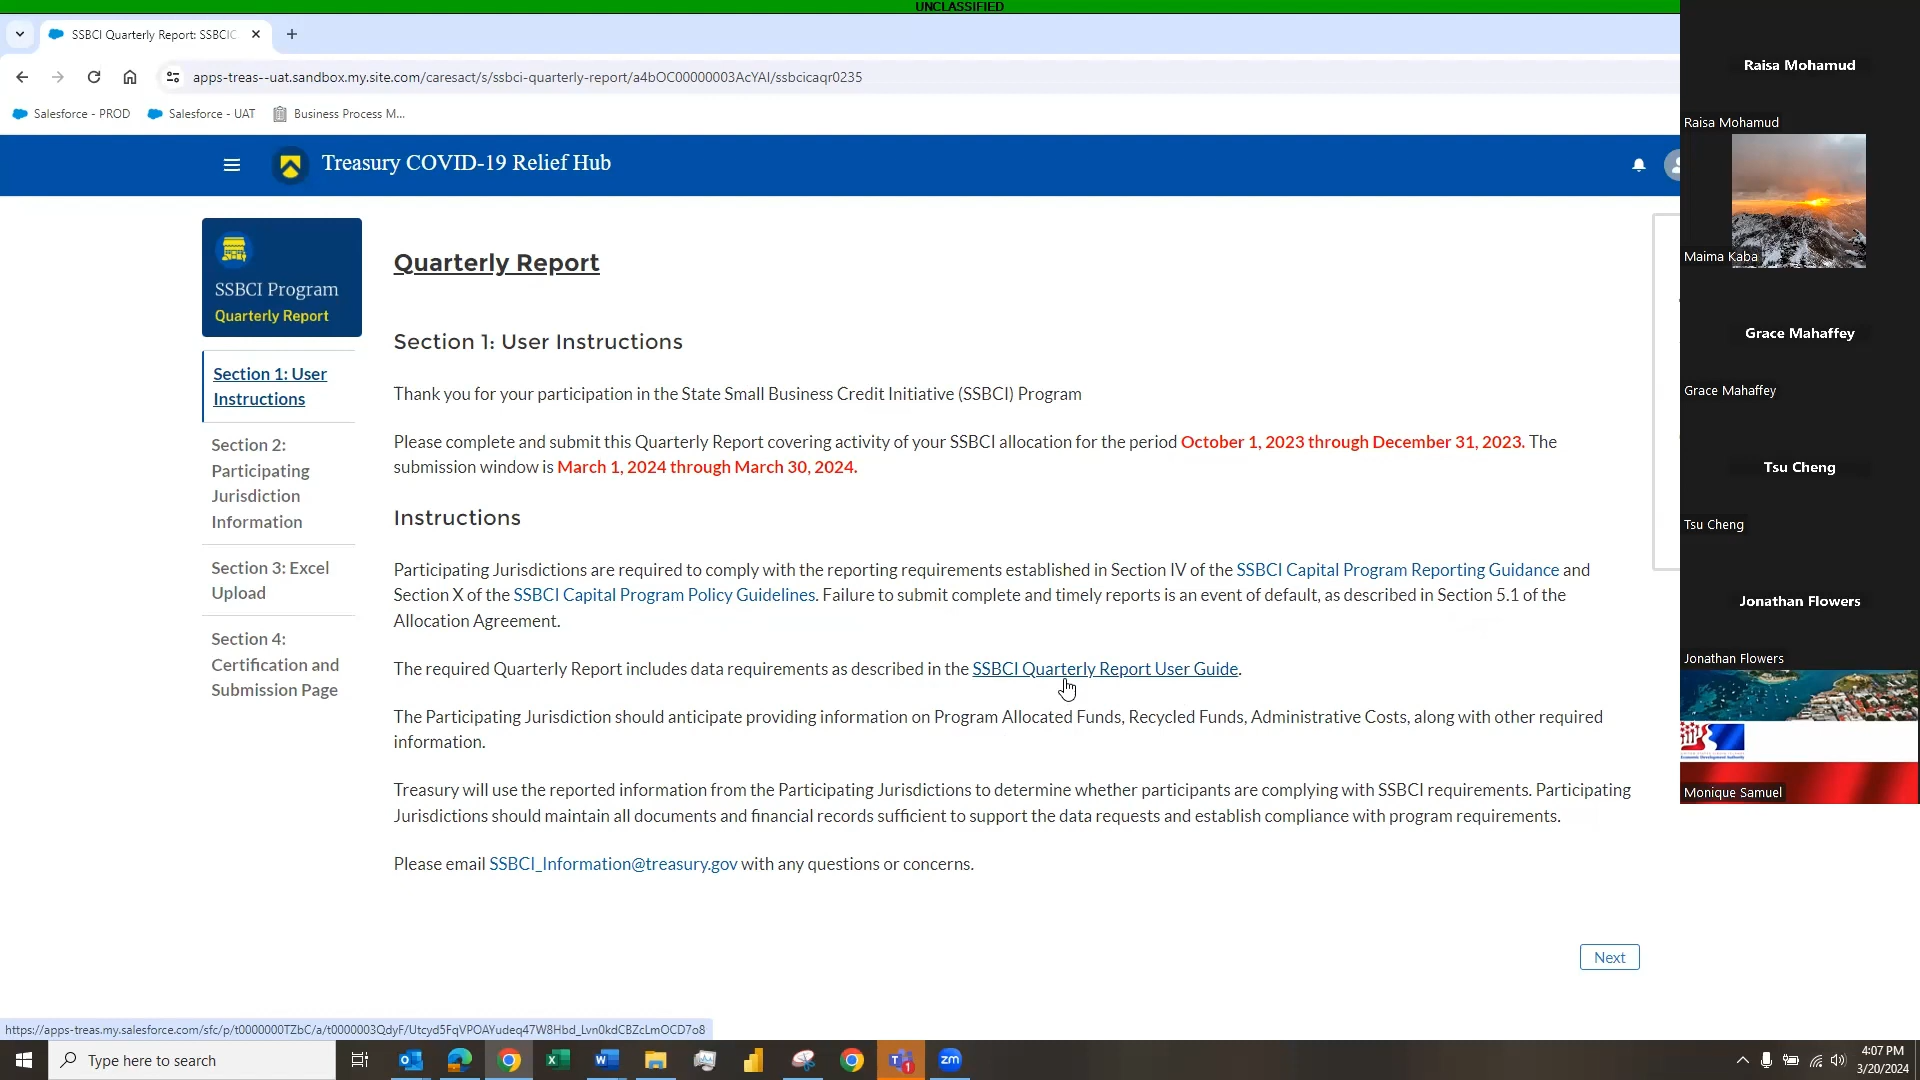 UNCLASSIFIED
SSBCI Quarterly Report: SSBCIC
apps-treas--uat.sandbox.my.site.com/caresact/s/ssbci-quarterly-report/a4bOC00000003AcYAI/ssbcicaqr0235
Salesforce - PROD
Salesforce - UAT
Business Process M...
Treasury COVID-19 Relief Hub
SSBCI Program
Quarterly Report
Section 1: User
Instructions
Section 2:
Participating
Jurisdiction
Information
Section 3: Excel
Upload
Section 4:
Certification and
Submission Page
Quarterly Report
Section 1: User Instructions
Thank you for your participation in the State Small Business Credit Initiative (SSBCI) Program
Please complete and submit this Quarterly Report covering activity of your SSBCI allocation for the period October 1, 2023 through December 31, 2023. The
submission window is March 1, 2024 through March 30, 2024.
Instructions
Participating Jurisdictions are required to comply with the reporting requirements established in Section IV of the SSBCI Capital Program Reporting Guidance and
Section X of the SSBCI Capital Program Policy Guidelines. Failure to submit complete and timely reports is an event of default, as described in Section 5.1 of the
Allocation Agreement.
The required Quarterly Report includes data requirements as described in the SSBCI Quarterly Report User Guide.
The Participating Jurisdiction should anticipate providing information on Program Allocated Funds, Recycled Funds, Administrative Costs, along with other required
information.
Treasury will use the reported information from the Participating Jurisdictions to determine whether participants are complying with SSBCI requirements. Participating
Jurisdictions should maintain all documents and financial records sufficient to support the data requests and establish compliance with program requirements.
Please email SSBCI_Information@treasury.gov with any questions or concerns.
Next
Raisa Mohamud
Raisa Mohamud
Maima Kaba
Grace Mahaffey
Grace Mahaffey
Tsu Cheng
Tsu Cheng
Jonathan Flowers
Jonathan Flowers
Monique Samuel
https://apps-treas.my.salesforce.com/sfc/p/t0000000TZbC/a/t0000003QdyF/Utcyd5FqVPOAYudeq47W8Hbd_Lvn0kdCBZcLmOCD7o8
Type here to search
zm
4:07 PM
3/20/2024